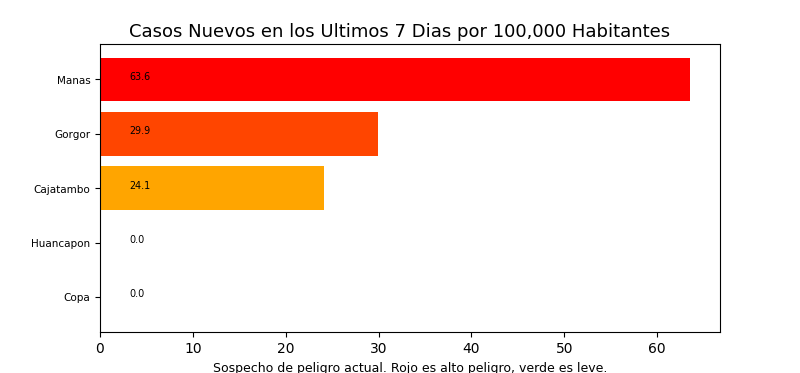 Casos Nuevos en los Ultimos 7 Dias por 100,000 Habitantes
Manas
63.6
Gorgor
29.9
Cajatambo
24.1
Huancapon
0.0
Copa
0.0
0 10 20 30 40 50 60
Sospecho de peligro actual. Rojo es alto peligro, verde es leve.